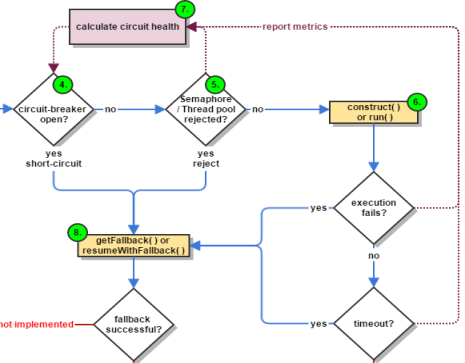 7.
calculate circuit health
report metrics
4.
circuit-breaker
open?
no
5.
Semaphore
/ Thread pool
rejected?
no
6.
construct( )
or run( )
yes
short-circuit
yes
reject
yes
execution
fails?
no
8.
getFallback( ) or
resumeWithFallback( )
not implemented
fallback
successful?
yes
timeout?